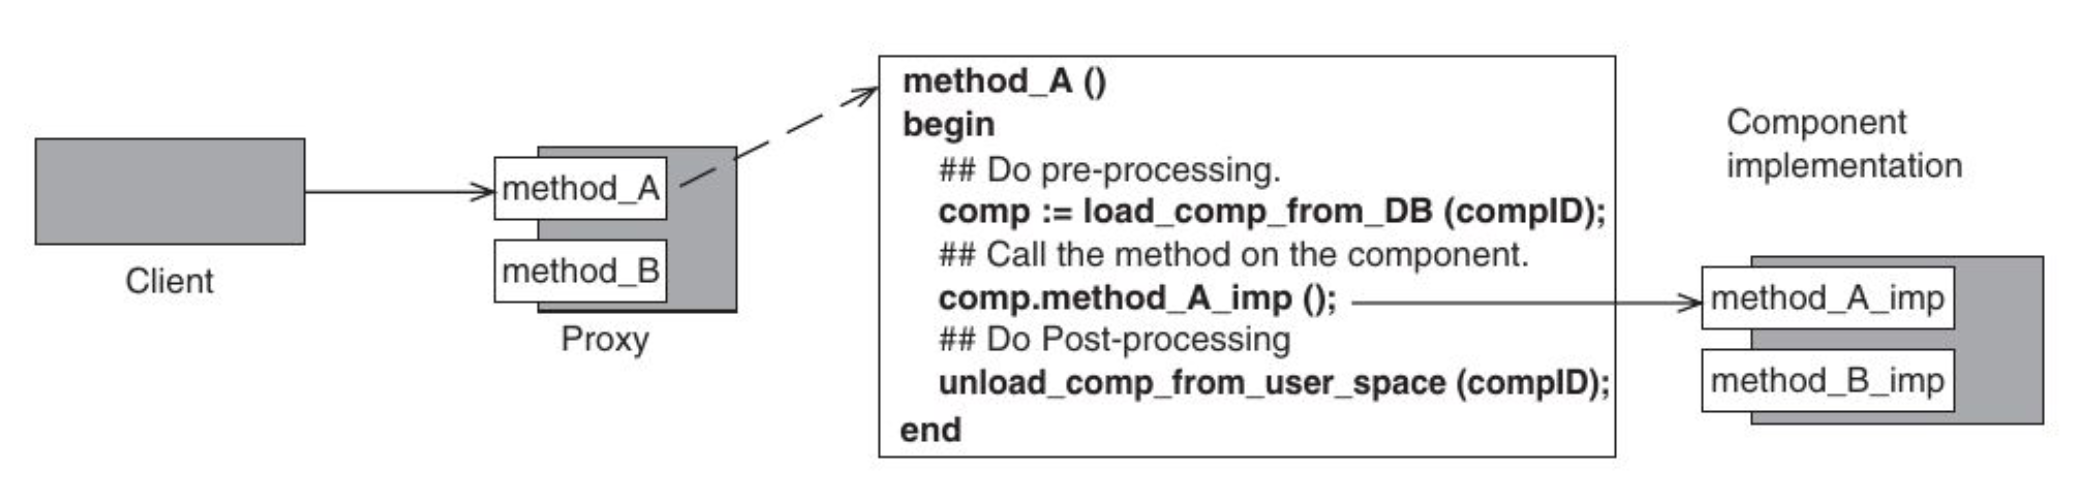 Client
method_A
method_B
Proxy
method_A ()
begin
## Do pre-processing.
comp := load_comp_from_DB (compID);
## Call the method on the component.
comp.method_A_imp ();
## Do Post-processing
unload_comp_from_user_space (compID);
end
Component
implementation
method_A_imp
method_B_imp